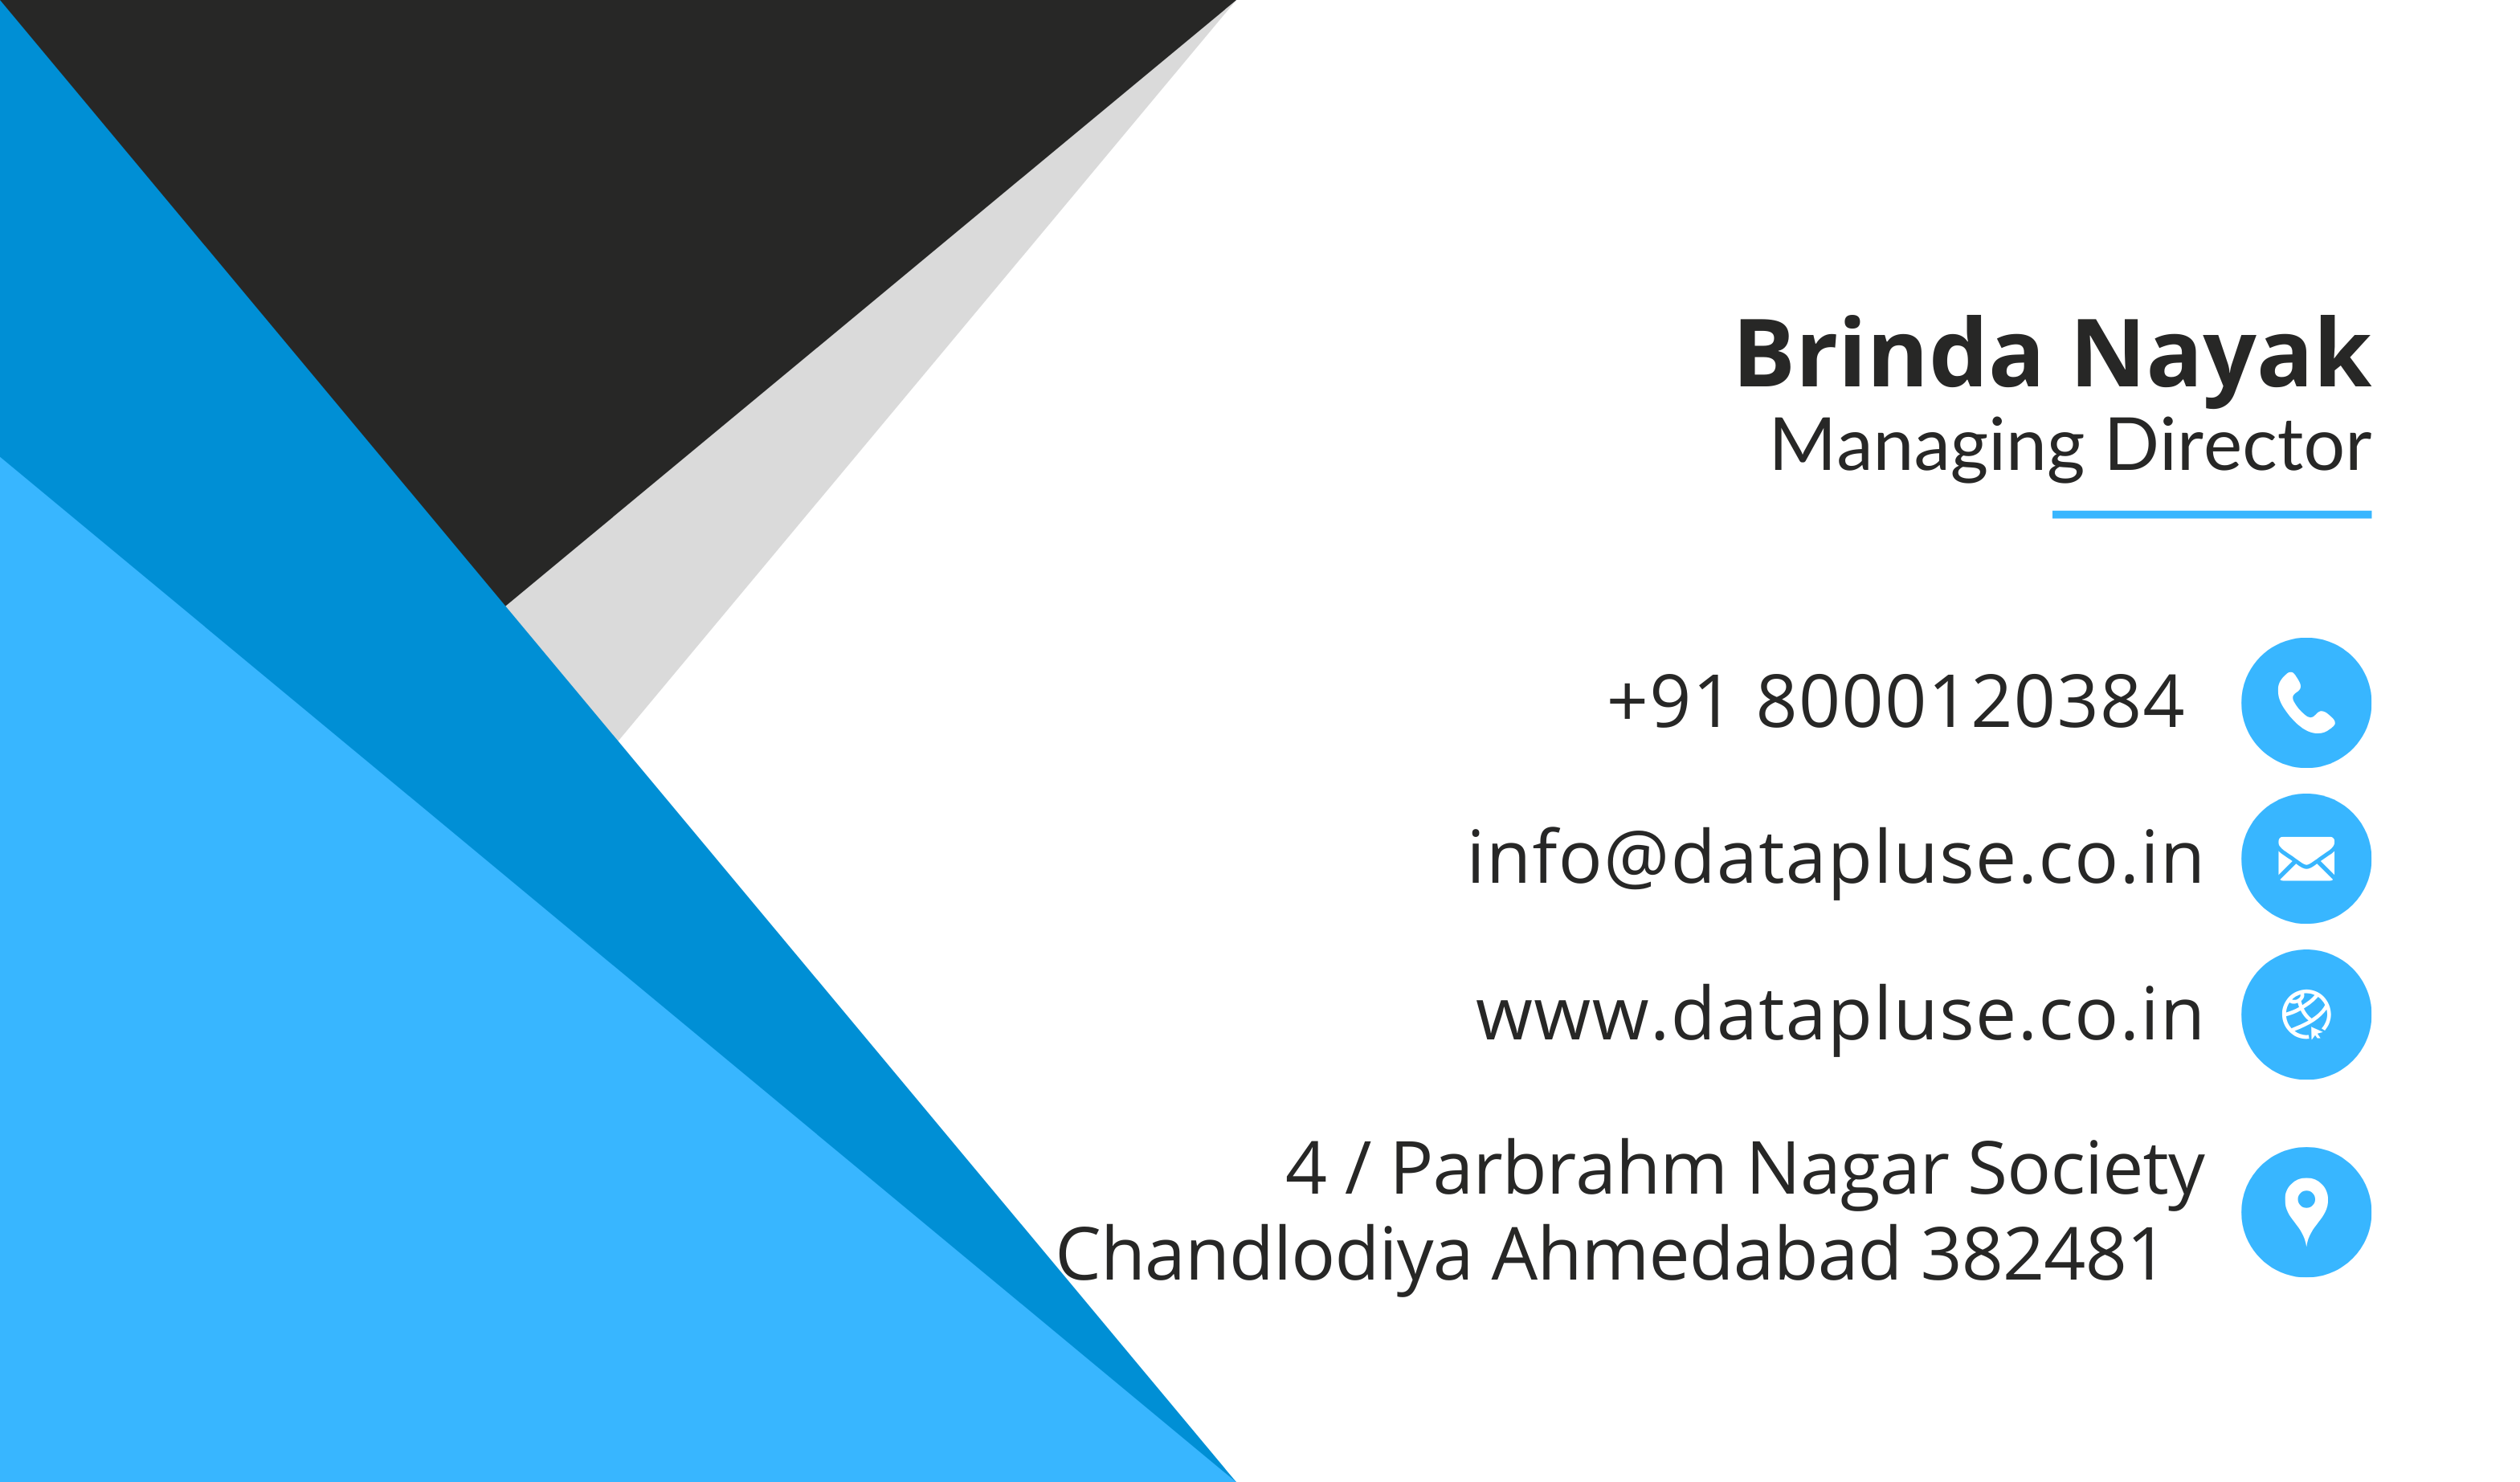 Brinda Nayak
Managing Director
+91 8000120384
info@datapluse.co.in
www.datapluse.co.in
4 / Parbrahm Nagar Society
Chandlodiya Ahmedabad 382481